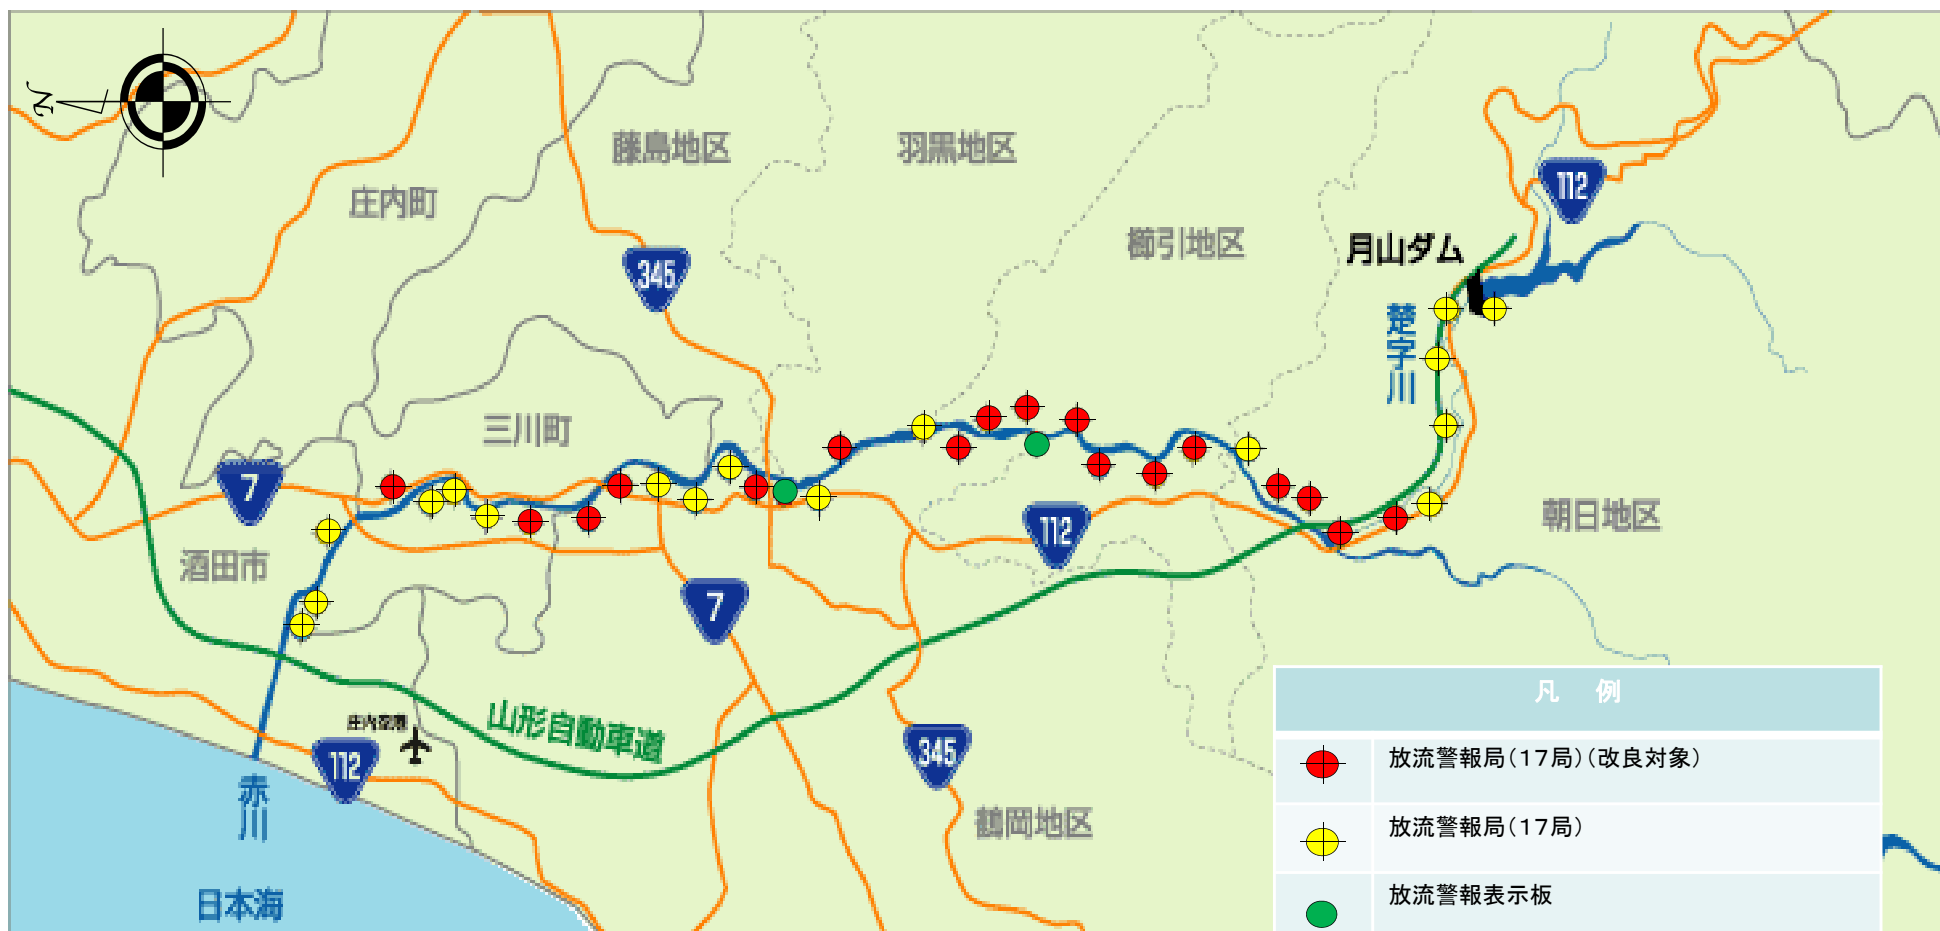 N
藤島地区
羽黒地区
庄内町
112
櫛引地区
月山ダム
345
楚字川
三川町
7
112
朝日地区
酒田市
7
山形自動車道
庄内空港
112
345
赤川
鶴岡地区
日本海
凡 例
放流警報局(17局)(改良対象)
放流警報局(17局)
放流警報表示板